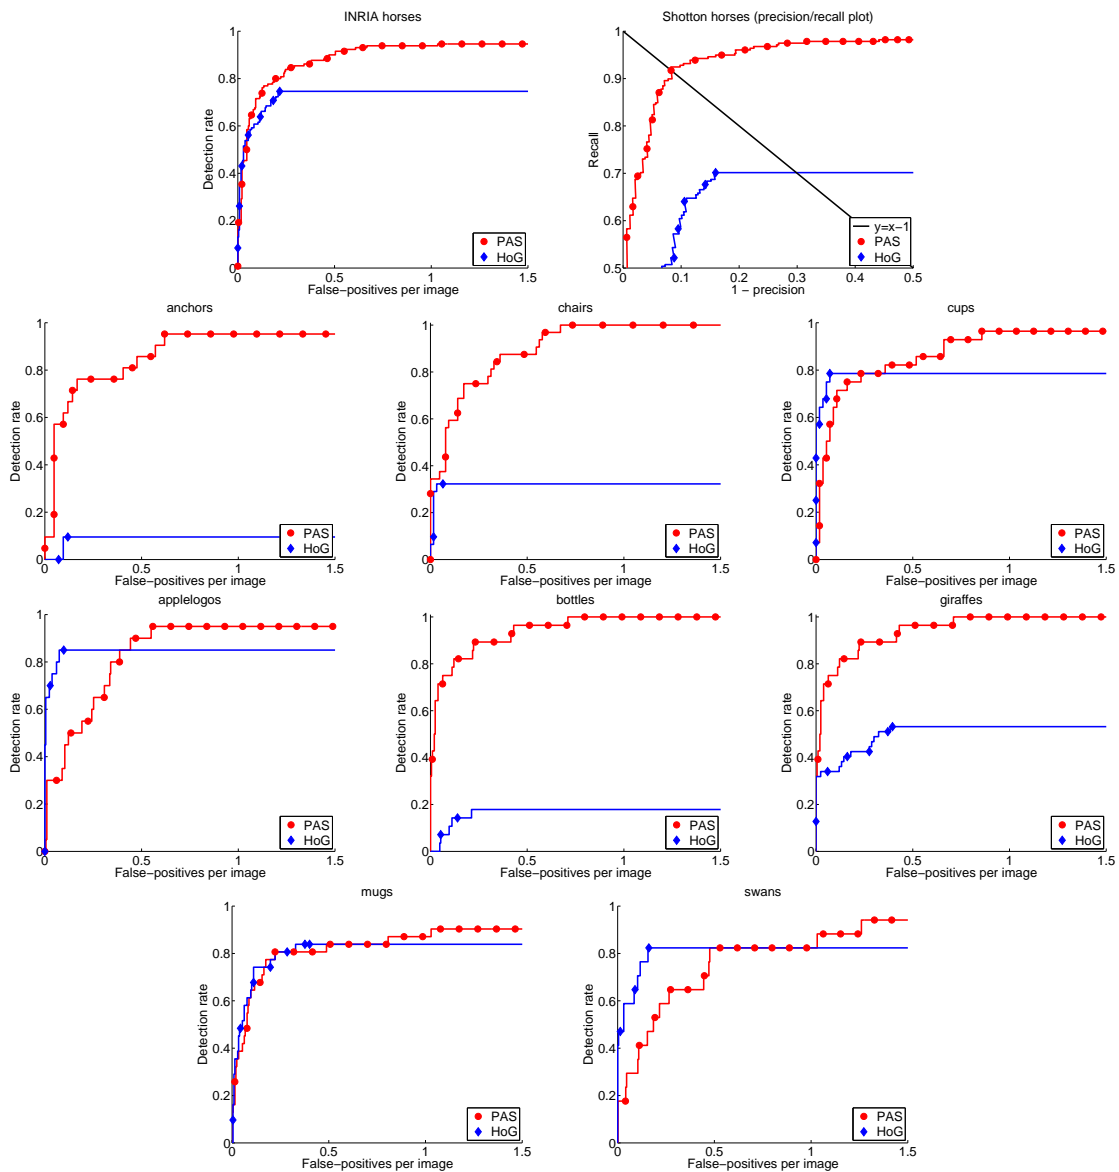 INRIA horses
1
0.8
0.6
0.4
0.2
0
Detection rate
PAS
HoG
0 0.5 1 1.5
False−positives per image
Shotton horses (precision/recall plot)
1
0.9
0.8
0.7
0.6
0.5
Recall
y=x−1
PAS
HoG
0 0.1 0.2 0.3 0.4 0.5
1 − precision
anchors
1
0.8
0.6
0.4
0.2
0
Detection rate
PAS
HoG
0 0.5 1 1.5
False−positives per image
chairs
1
0.8
0.6
0.4
0.2
0
Detection rate
PAS
HoG
0 0.5 1 1.5
False−positives per image
cups
1
0.8
0.6
0.4
0.2
0
Detection rate
PAS
HoG
0 0.5 1 1.5
False−positives per image
applelogos
1
0.8
0.6
0.4
0.2
0
Detection rate
PAS
HoG
0 0.5 1 1.5
False−positives per image
bottles
1
0.8
0.6
0.4
0.2
0
Detection rate
PAS
HoG
0 0.5 1 1.5
False−positives per image
giraffes
1
0.8
0.6
0.4
0.2
0
Detection rate
PAS
HoG
0 0.5 1 1.5
False−positives per image
mugs
1
0.8
0.6
0.4
0.2
0
Detection rate
PAS
HoG
0 0.5 1 1.5
False−positives per image
swans
1
0.8
0.6
0.4
0.2
0
Detection rate
PAS
HoG
0 0.5 1 1.5
False−positives per image